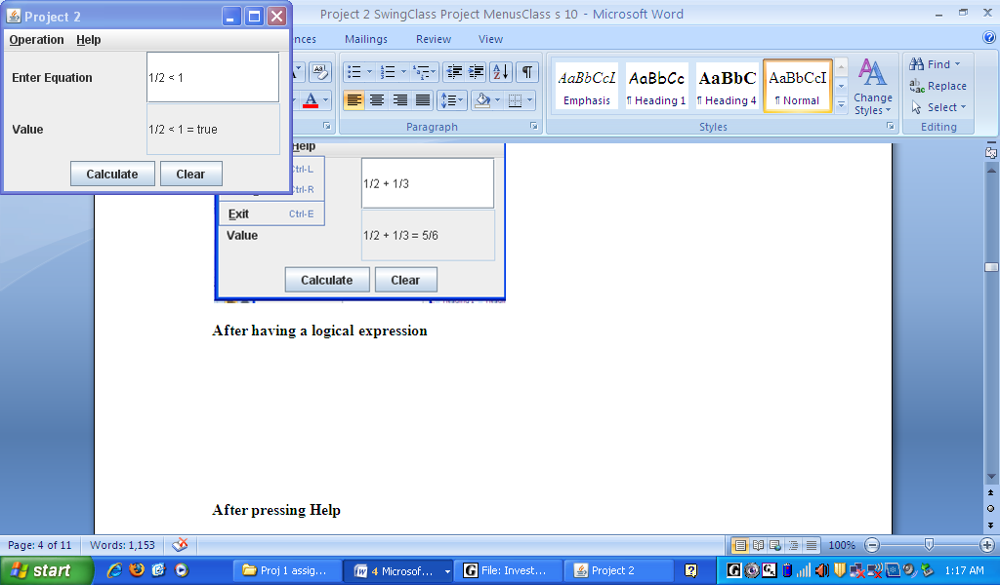 Project 2
Project 2 SwingClass Project MenusClass s 10 - Microsoft Word
Operation Help
Mailings Review View
Enter Equation 1/2 < 1
Value 1/2 < 1 = true
Calculate Clear
AaBbCcI AaBbCc AaBbC AaBbCcI
Emphasis ¶ Heading 1 ¶ Heading 4 ¶ Normal
Change Styles
Find
Replace
Select
Paragraph Styles Editing
Help
Ctrl-L
Ctrl-R
Exit Ctrl-E
1/2 + 1/3
Value 1/2 + 1/3 = 5/6
Calculate Clear
After having a logical expression
After pressing Help
Page: 4 of 11 Words: 1,153 100%
start Proj 1 assig... 4 Microsof... File: Invest... Project 2 1:17 AM